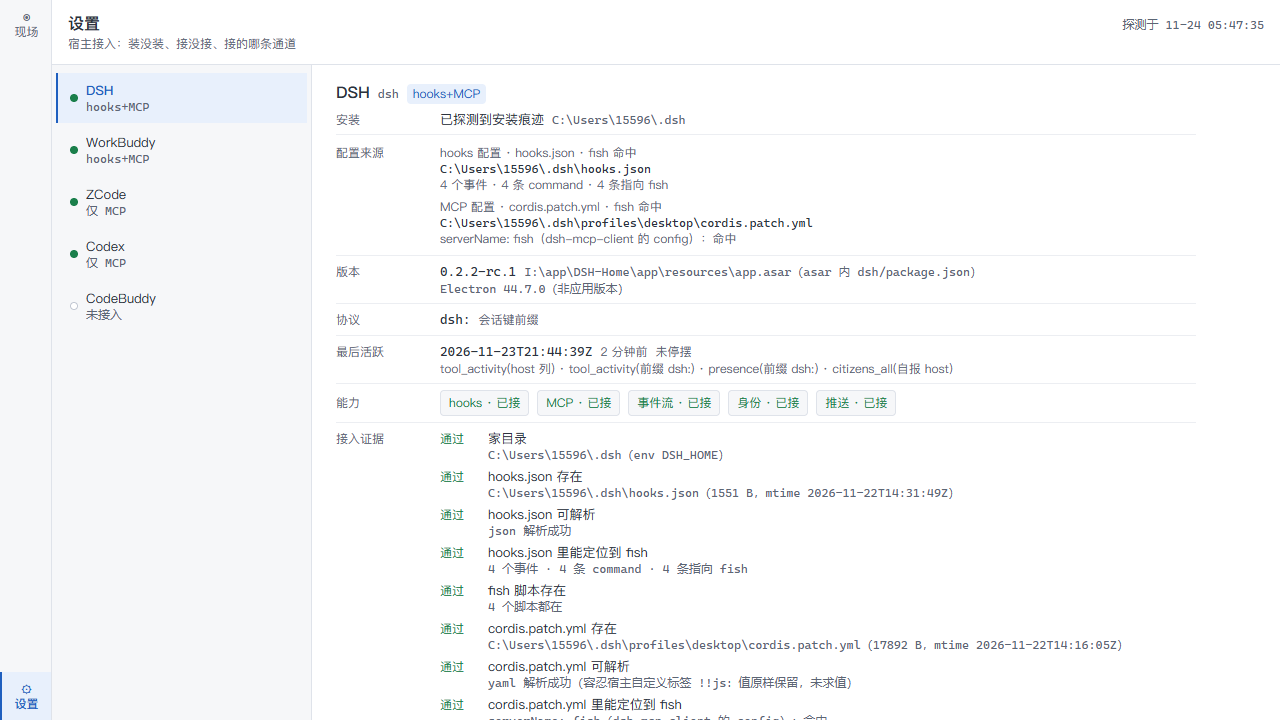 现场
设置
宿主接入：装没装、接没接、接的哪条通道
探测于 11-24 05:47:35
DSH
hooks+MCP
WorkBuddy
hooks+MCP
ZCode
仅 MCP
Codex
仅 MCP
CodeBuddy
未接入
设置
DSH dsh hooks+MCP
安装 已探测到安装痕迹 C:\Users\15596\.dsh
配置来源 hooks 配置 · hooks.json · fish 命中
C:\Users\15596\.dsh\hooks.json
4 个事件 · 4 条 command · 4 条指向 fish
MCP 配置 · cordis.patch.yml · fish 命中
C:\Users\15596\.dsh\profiles\desktop\cordis.patch.yml
serverName: fish（dsh-mcp-client 的 config）：命中
版本 0.2.2-rc.1 I:\app\DSH-Home\app\resources\app.asar（asar 内 dsh/package.json）
Electron 44.7.0（非应用版本）
协议 dsh: 会话键前缀
最后活跃 2026-11-23T21:44:39Z 2 分钟前 未停摆
tool_activity(host 列) · tool_activity(前缀 dsh:) · presence(前缀 dsh:) · citizens_all(自报 host)
能力 hooks · 已接 MCP · 已接 事件流 · 已接 身份 · 已接 推送 · 已接
接入证据 通过 家目录
C:\Users\15596\.dsh（env DSH_HOME）
通过 hooks.json 存在
C:\Users\15596\.dsh\hooks.json（1551 B，mtime 2026-11-22T14:31:49Z）
通过 hooks.json 可解析
json 解析成功
通过 hooks.json 里能定位到 fish
4 个事件 · 4 条 command · 4 条指向 fish
通过 fish 脚本存在
4 个脚本都在
通过 cordis.patch.yml 存在
C:\Users\15596\.dsh\profiles\desktop\cordis.patch.yml（17892 B，mtime 2026-11-22T14:16:05Z）
通过 cordis.patch.yml 可解析
yaml 解析成功（容忍宿主自定义标签 !!js：值原样保留，未求值）
通过 cordis.patch.yml 里能定位到 fish
serverName: fish（dsh-mcp-client 的 config）：命中